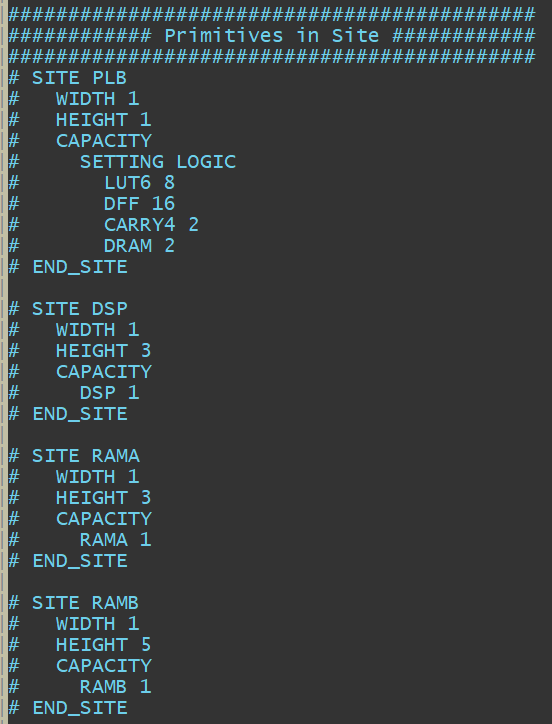 ############################################
############ Primitives in Site ############
############################################
# SITE PLB
#   WIDTH 1
#   HEIGHT 1
#   CAPACITY
#     SETTING LOGIC
#       LUT6 8
#       DFF 16
#       CARRY4 2
#       DRAM 2
# END_SITE

# SITE DSP
#   WIDTH 1
#   HEIGHT 3
#   CAPACITY
#     DSP 1
# END_SITE

# SITE RAMA
#   WIDTH 1
#   HEIGHT 3
#   CAPACITY
#     RAMA 1
# END_SITE

# SITE RAMB
#   WIDTH 1
#   HEIGHT 5
#   CAPACITY
#     RAMB 1
# END_SITE